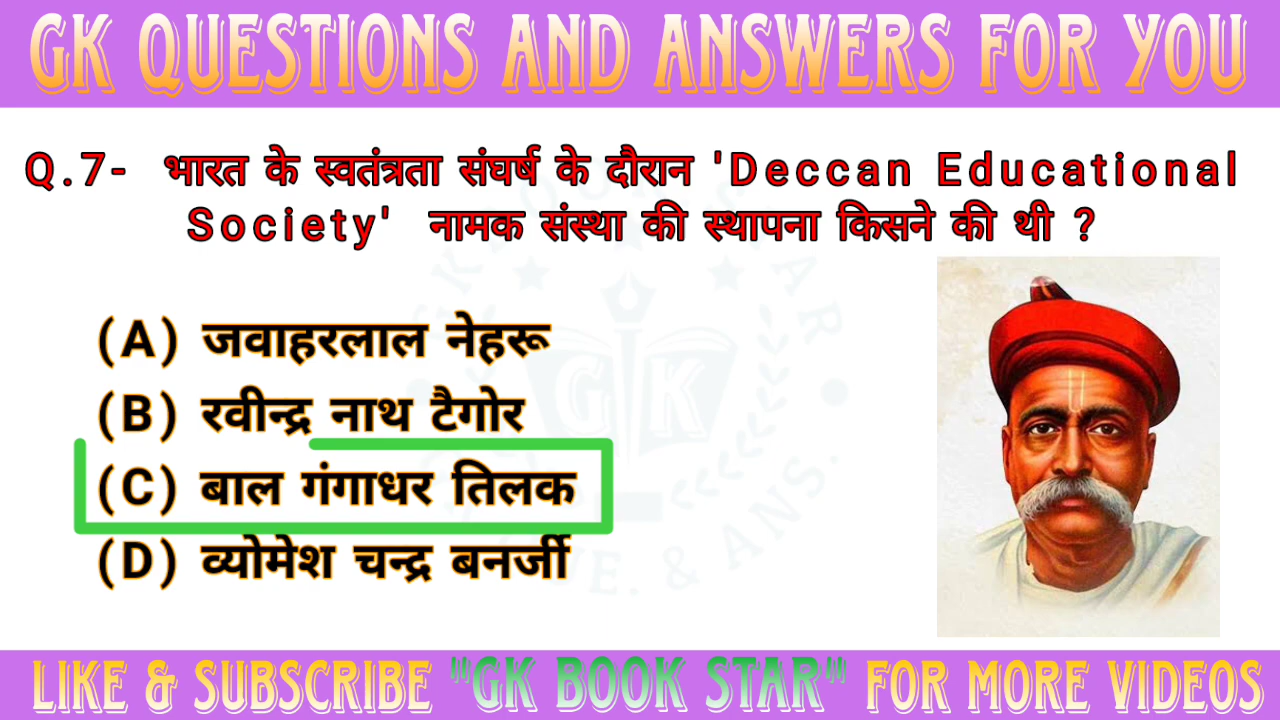 GK QUESTIONS AND ANSWERS FOR YOU
Q.7- भारत के स्वतंत्रता संघर्ष के दौरान 'Deccan Educational
Society' नामक संस्था की स्थापना किसने की थी ?
(A) जवाहरलाल नेहरू
(B) रवीन्द्र नाथ टैगोर
(C) बाल गंगाधर तिलक
(D) व्योमेश चन्द्र बनर्जी
GK
LIKE & SUBSCRIBE "GK BOOK STAR" FOR MORE VIDEOS